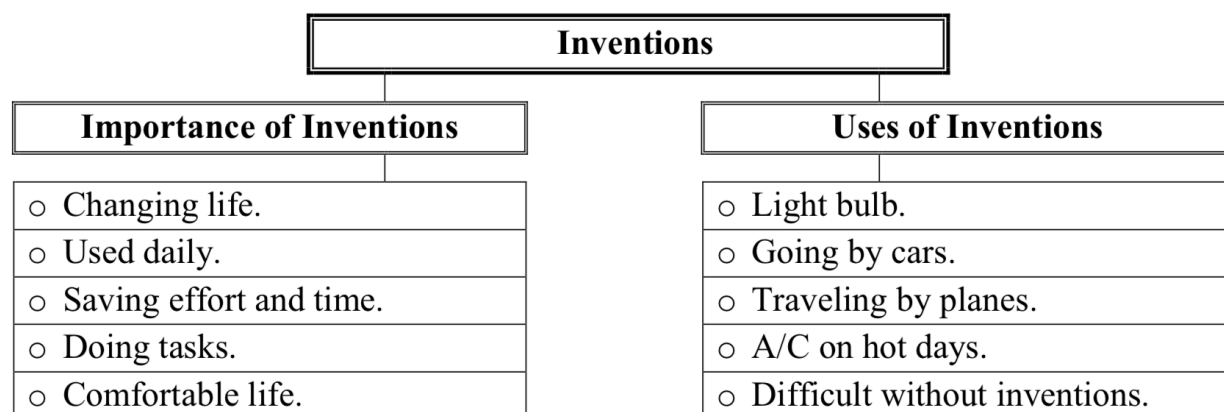 Inventions
Importance of Inventions
○ Changing life.
○ Used daily.
○ Saving effort and time.
○ Doing tasks.
○ Comfortable life.
Uses of Inventions
○ Light bulb.
○ Going by cars.
○ Traveling by planes.
○ A/C on hot days.
○ Difficult without inventions.